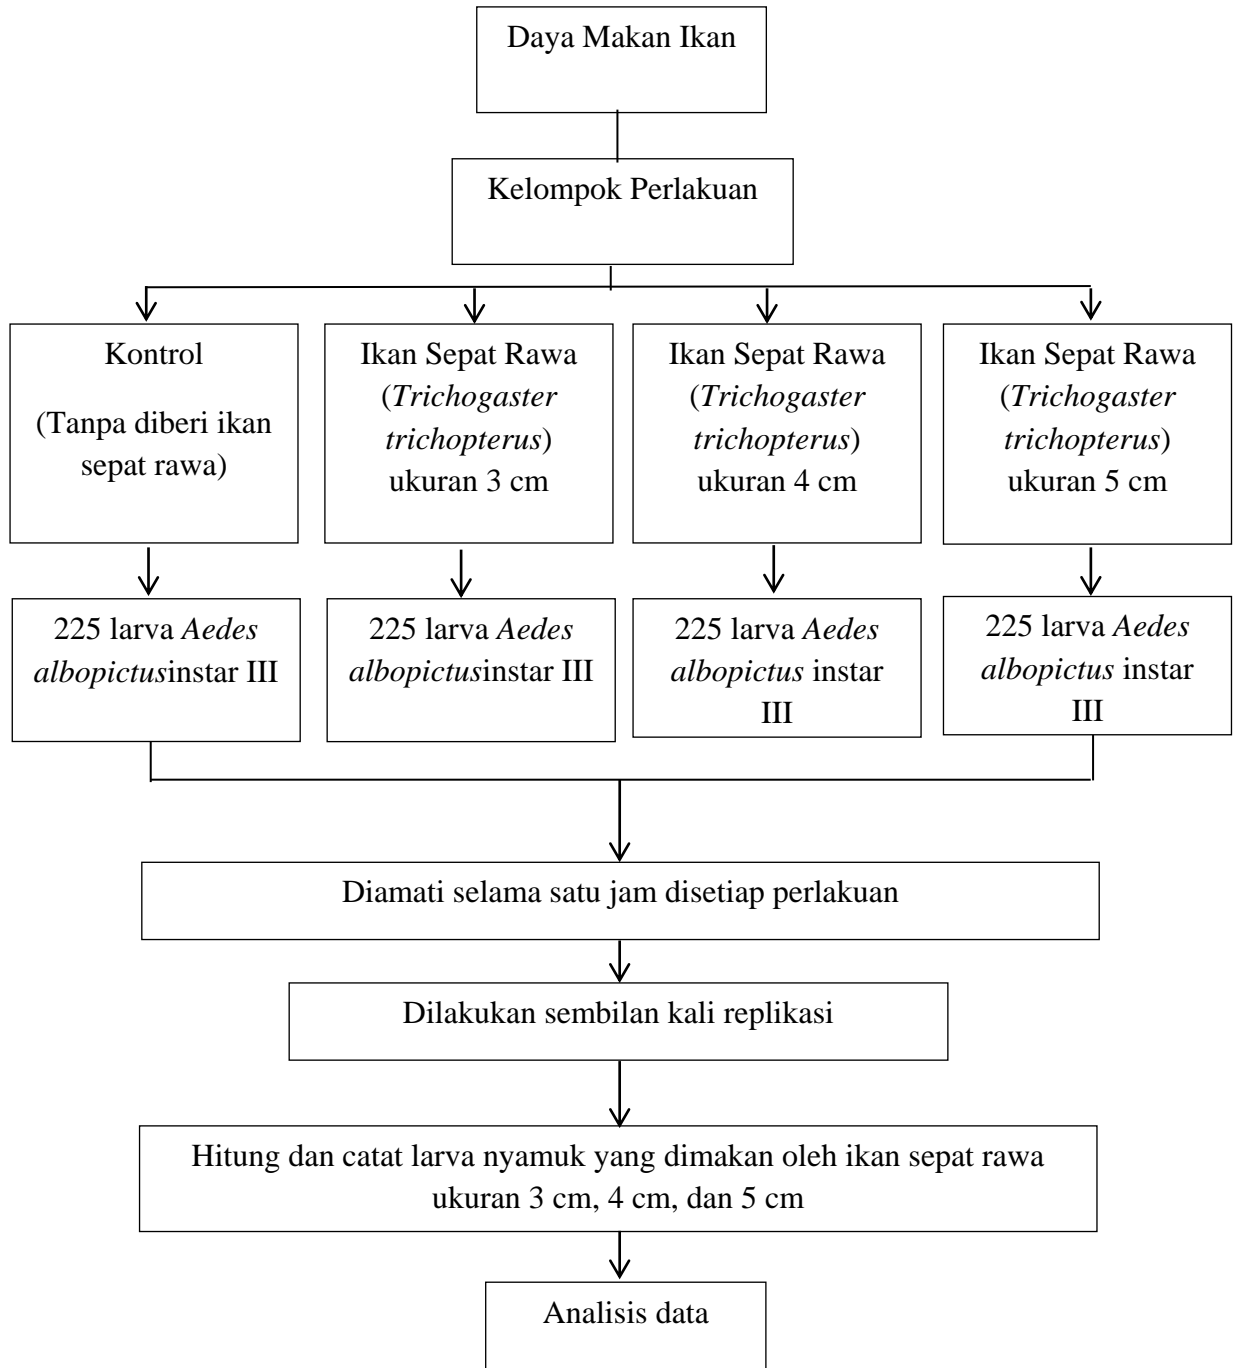 Daya Makan Ikan
Kelompok Perlakuan
Kontrol
(Tanpa diberi ikan
sepat rawa)
Ikan Sepat Rawa
(Trichogaster
trichopterus)
ukuran 3 cm
Ikan Sepat Rawa
(Trichogaster
trichopterus)
ukuran 4 cm
Ikan Sepat Rawa
(Trichogaster
trichopterus)
ukuran 5 cm
225 larva Aedes
albopictusinstar III
225 larva Aedes
albopictusinstar III
225 larva Aedes
albopictus instar
III
225 larva Aedes
albopictus instar
III
Diamati selama satu jam disetiap perlakuan
Dilakukan sembilan kali replikasi
Hitung dan catat larva nyamuk yang dimakan oleh ikan sepat rawa
ukuran 3 cm, 4 cm, dan 5 cm
Analisis data